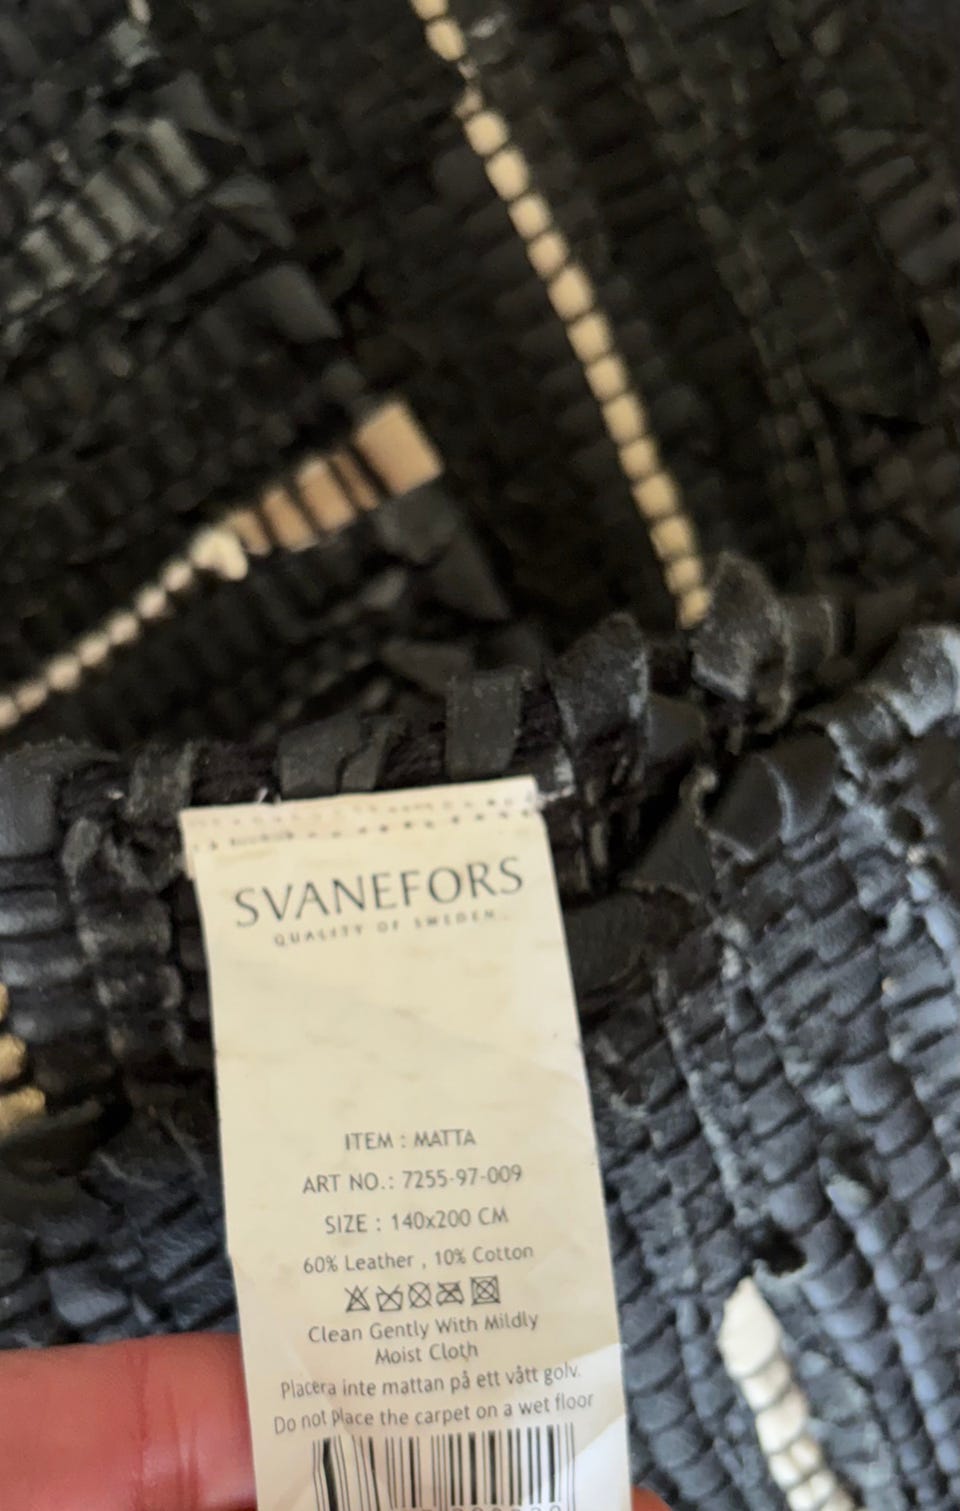 SVANEFORS
QUALITY OF SWEDEN
ITEM : MATTA
ART NO.: 7255-97-009
SIZE : 140x200 CM
60% Leather , 10% Cotton
Clean Gently With Mildly
Moist Cloth
Placera inte mattan på ett vått golv.
Do not place the carpet on a wet floor